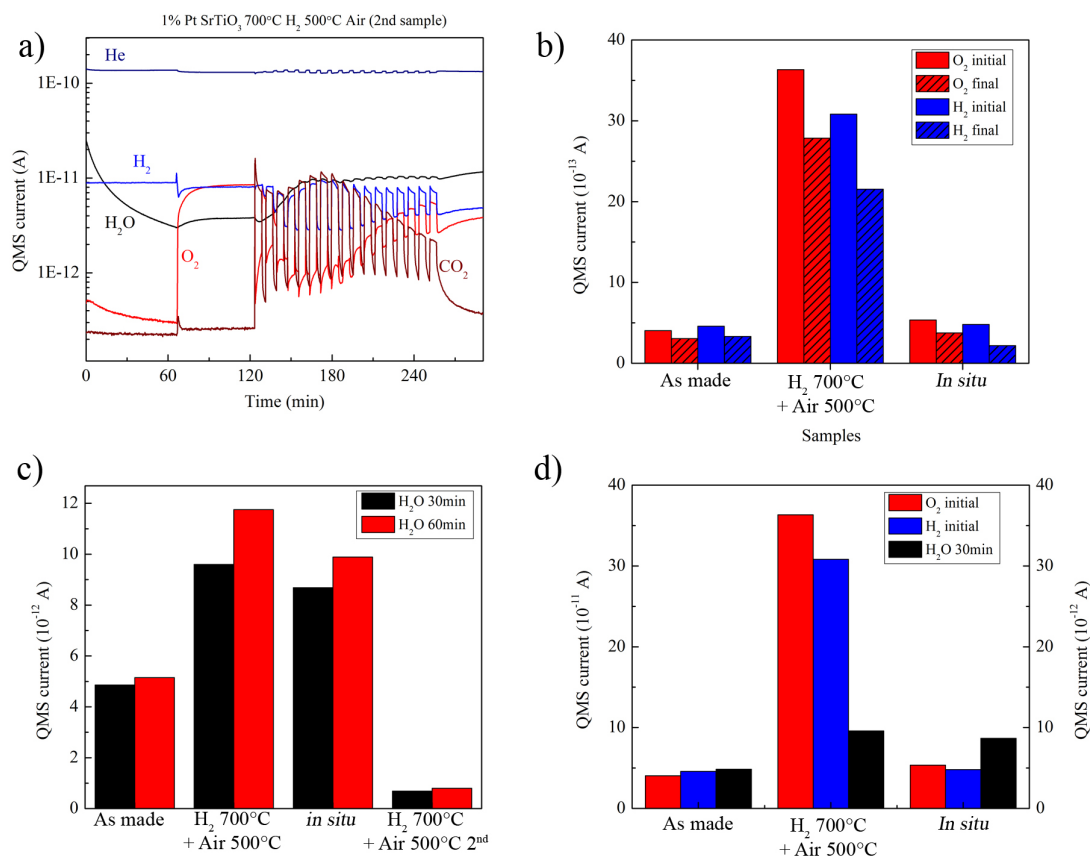 a)
1% Pt SrTiO₃ 700°C H₂ 500°C Air (2nd sample)
QMS current (A)
1E-10
1E-11
1E-12
He
H₂
H₂O
O₂
CO₂
0 60 120 180 240
Time (min)
b)
QMS current (10⁻¹³ A)
40
30
20
10
0
O₂ initial
O₂ final
H₂ initial
H₂ final
As made H₂ 700°C In situ
+ Air 500°C
Samples
c)
QMS current (10⁻¹² A)
12
10
8
6
4
2
0
H₂O 30min
H₂O 60min
As made H₂ 700°C in situ H₂ 700°C
+ Air 500°C + Air 500°C 2ⁿᵈ
d)
QMS current (10⁻¹¹ A)
40
30
20
10
0
O₂ initial
H₂ initial
H₂O 30min
40
30
20
10
0
QMS current (10⁻¹² A)
As made H₂ 700°C In situ
+ Air 500°C